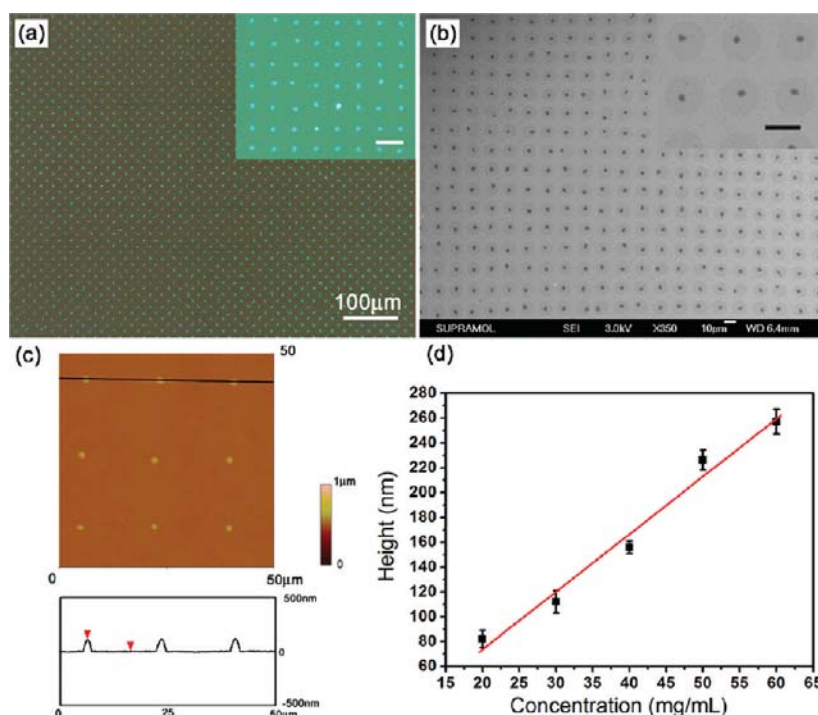 (a)
100μm
(b)
SUPRAMOL SEI 3.0kV X350 10μm WD 6.4mm
(c)
50
1μm
0
0 50μm
500nm
0
-500nm
0 25 50μm
(d)
280
260
240
220
200
180
160
140
120
100
80
60
Height (nm)
15 20 25 30 35 40 45 50 55 60 65
Concentration (mg/mL)